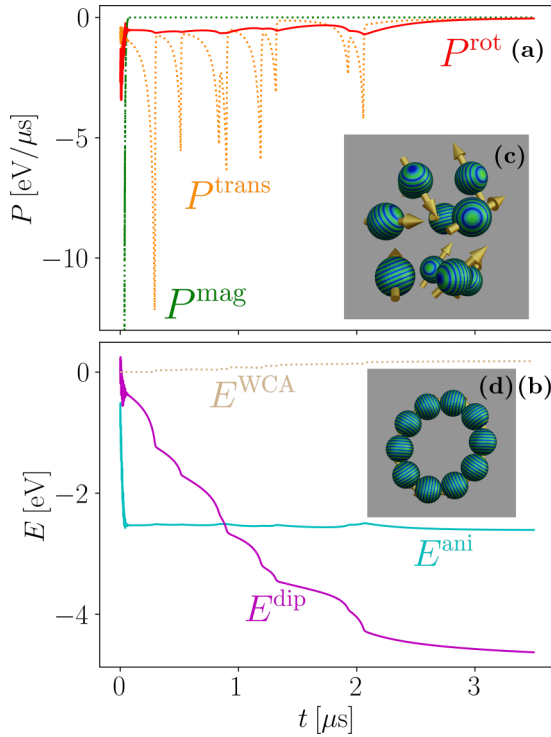 0
−5
−10
P [eV/μs]
P^rot (a)
P^trans
P^mag
(c)
0
−2
−4
E [eV]
E^WCA
(d) (b)
E^ani
E^dip
0 1 2 3
t [μs]